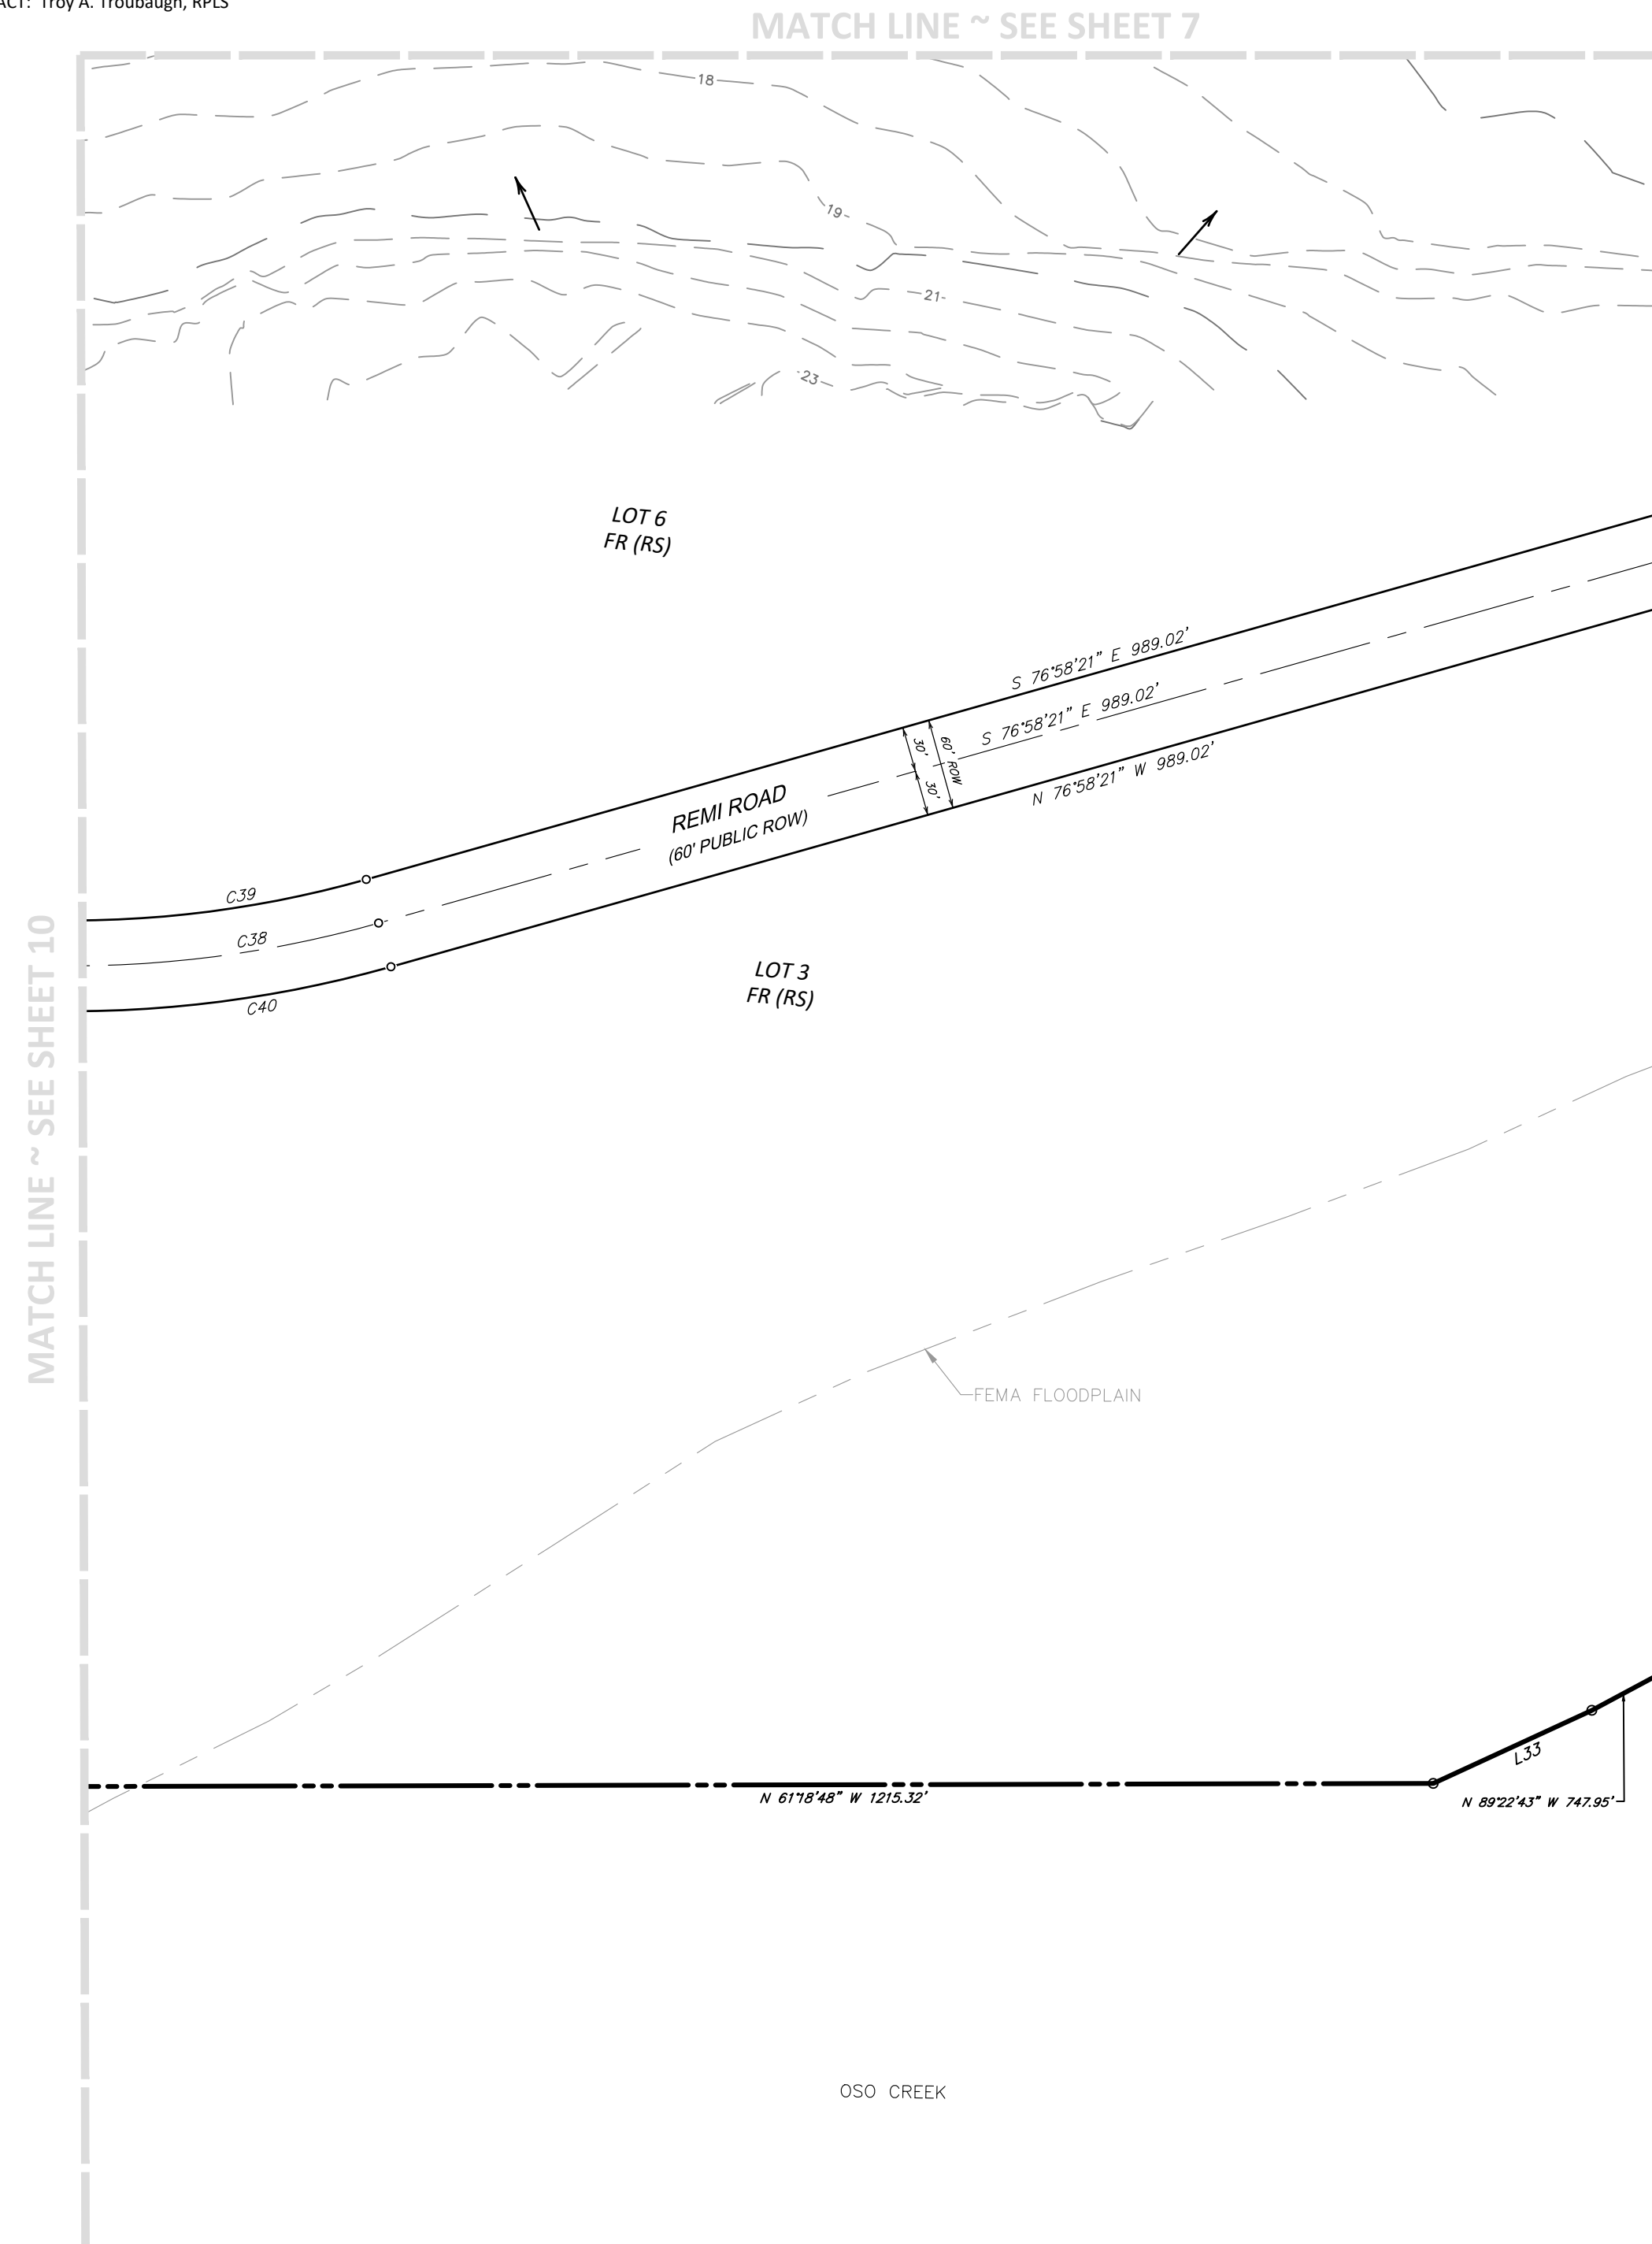 ACT: Troy A. Troubaugh, RPLS
MATCH LINE ~ SEE SHEET 7
18
19
21
23
LOT 6
FR (RS)
S 76°58'21" E 989.02'
S 76°58'21" E 989.02'
N 76°58'21" W 989.02'
30'
60' ROW
30'
REMI ROAD
(60' PUBLIC ROW)
C39
C38
C40
MATCH LINE ~ SEE SHEET 10
LOT 3
FR (RS)
FEMA FLOODPLAIN
L33
N 61°18'48" W 1215.32'
N 89°22'43" W 747.95'
OSO CREEK